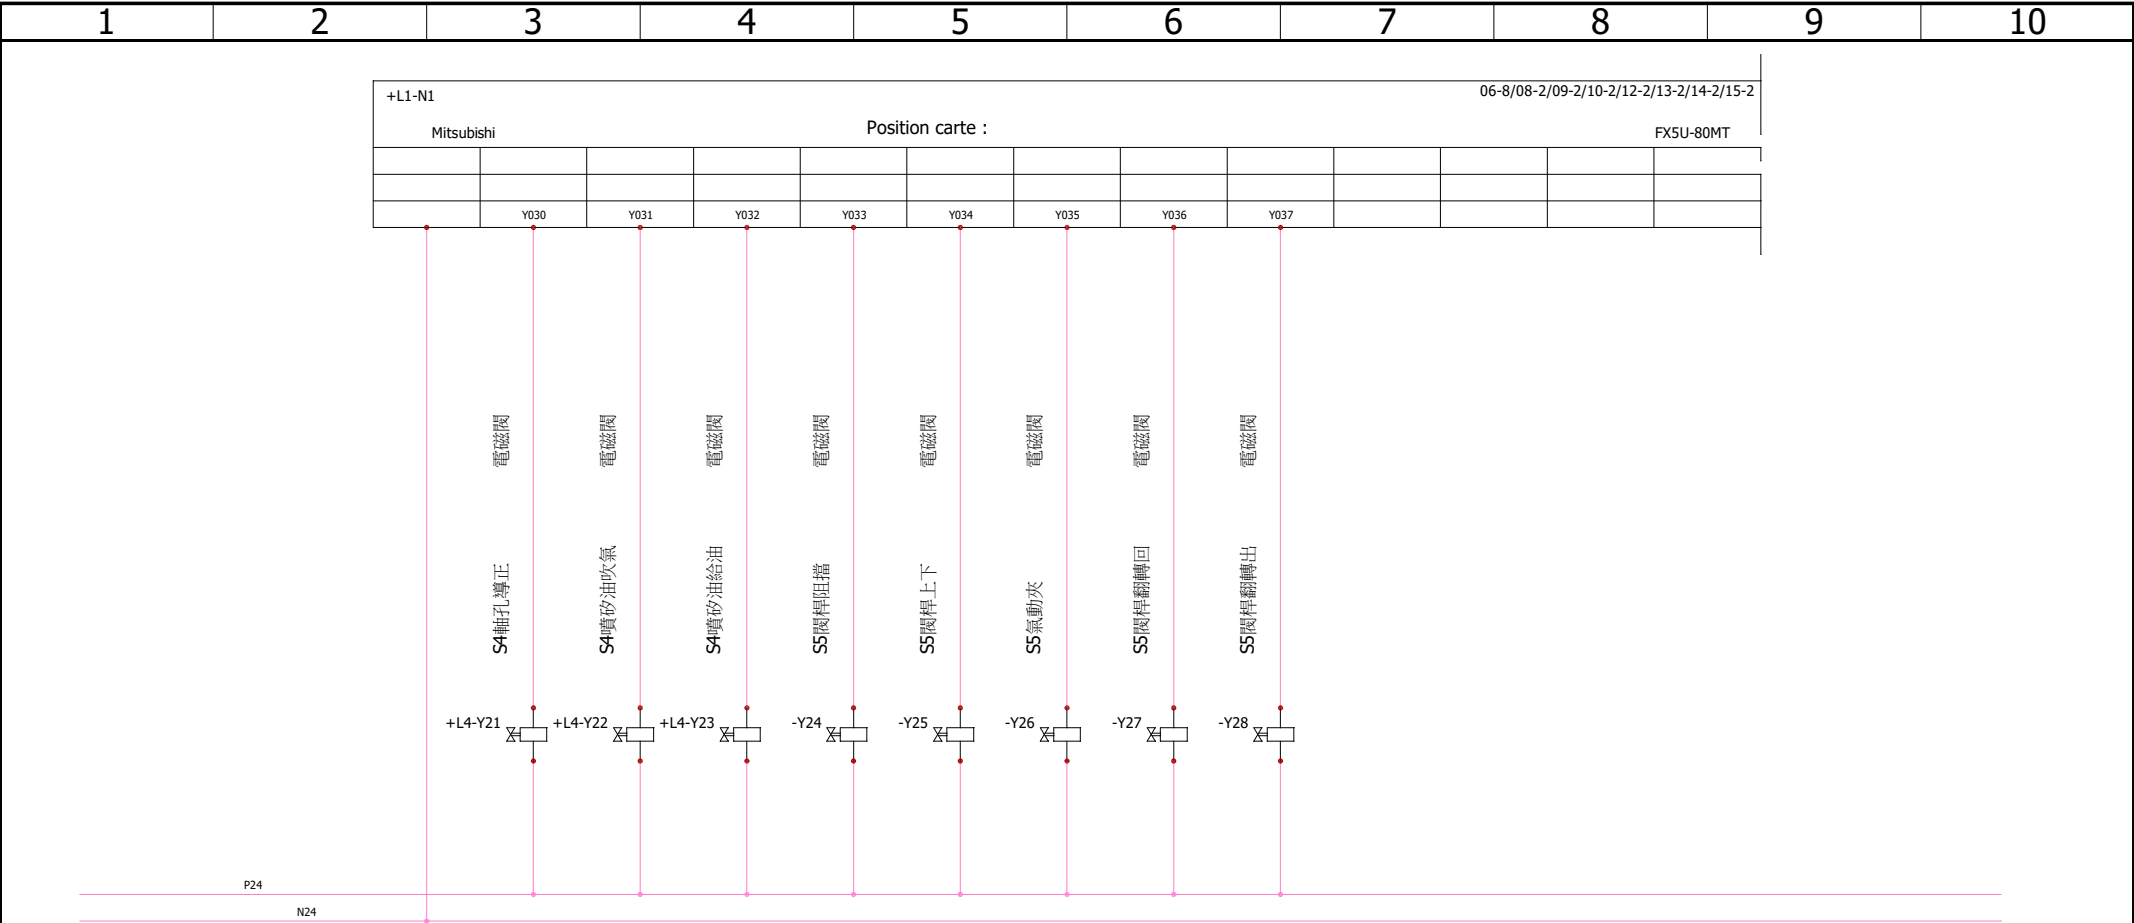 1 2 3 4 5 6 7 8 9 10
+L1-N1 06-8/08-2/09-2/10-2/12-2/13-2/14-2/15-2
Mitsubishi Position carte : FX5U-80MT
Y030 Y031 Y032 Y033 Y034 Y035 Y036 Y037
電磁閥 電磁閥 電磁閥 電磁閥 電磁閥 電磁閥 電磁閥 電磁閥
S4軸孔導正
S4噴矽油吹氣
S4噴矽油給油
S5閥桿阻擋
S5閥桿上下
S5氣動夾
S5閥桿翻轉回
S5閥桿翻轉出
+L4-Y21 +L4-Y22 +L4-Y23 -Y24 -Y25 -Y26 -Y27 -Y28
P24
N24